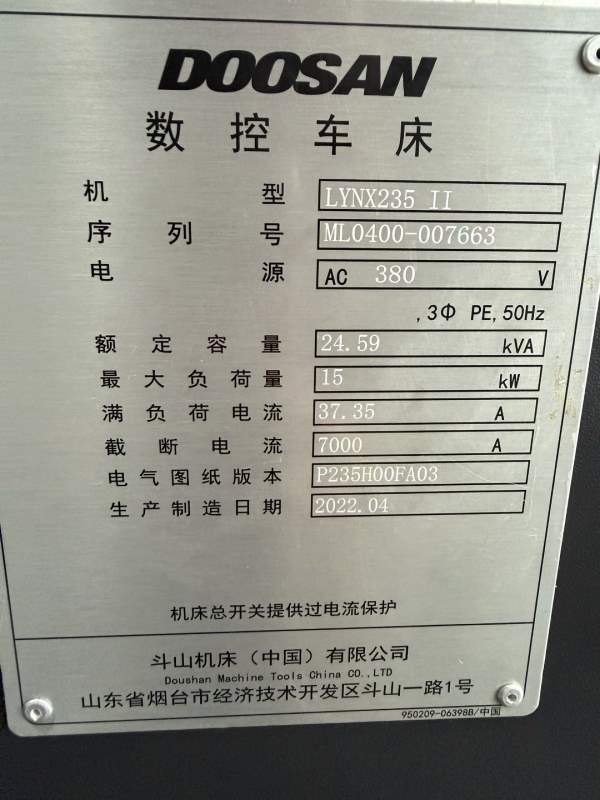 DOOSAN
数控车床
机型 LYNX235 II
序列号 ML0400-007663
电源 AC 380 V
,3Φ PE,50Hz
额定容量 24.59 kVA
最大负荷量 15 kW
满负荷电流 37.35 A
截断电流 7000 A
电气图纸版本 P235H00FA03
生产制造日期 2022.04
机床总开关提供过电流保护
斗山机床（中国）有限公司
Doushan Machine Tools China CO.,LTD
山东省烟台市经济技术开发区斗山一路1号
950209-06398B/中国